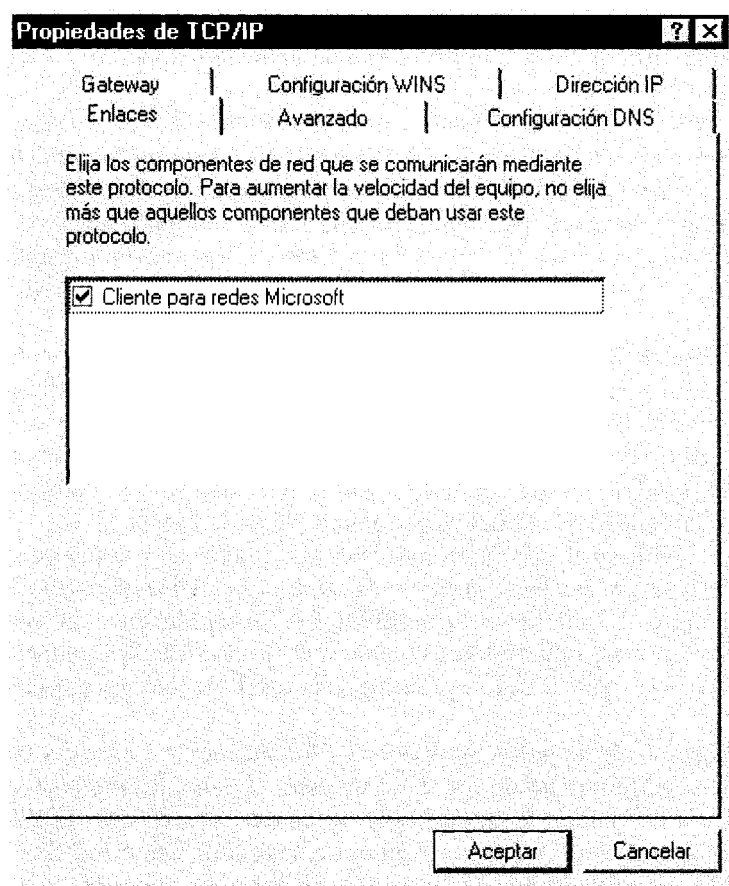 Propiedades de TCP/IP
Gateway Configuración WINS Dirección IP
Enlaces Avanzado Configuración DNS
Elija los componentes de red que se comunicarán mediante
este protocolo. Para aumentar la velocidad del equipo, no elija
más que aquellos componentes que deban usar este
protocolo.
Cliente para redes Microsoft
Aceptar Cancelar